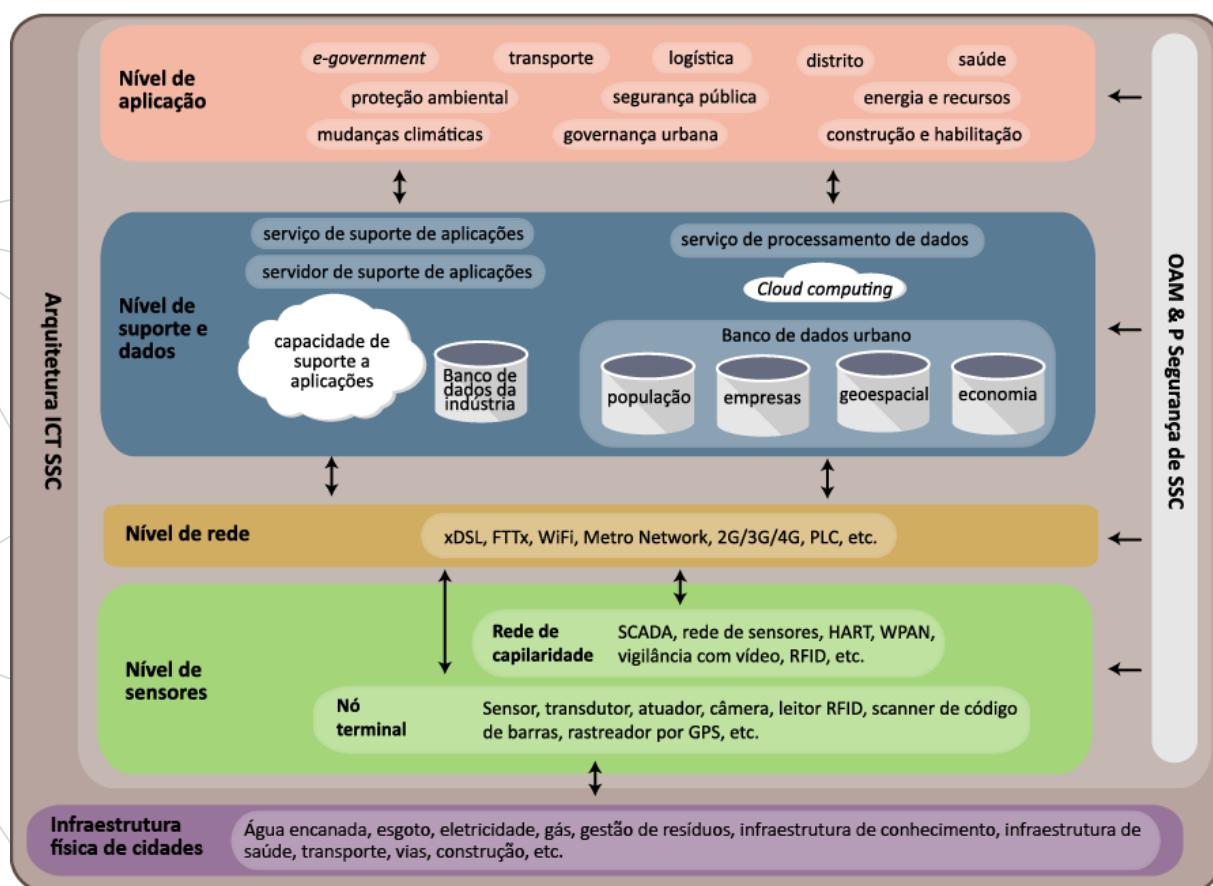 Arquitetura ICT SSC
Nível de
aplicação
e-government
transporte
logística
distrito
saúde
proteção ambiental
segurança pública
energia e recursos
mudanças climáticas
governança urbana
construção e habilitação
Nível de
suporte e
dados
serviço de suporte de aplicações
servidor de suporte de aplicações
capacidade de
suporte a
aplicações
Banco de
dados da
indústria
serviço de processamento de dados
Cloud computing
Banco de dados urbano
população
empresas
geoespacial
economia
Nível de rede
xDSL, FTTx, WiFi, Metro Network, 2G/3G/4G, PLC, etc.
Nível de
sensores
Rede de
capilaridade
SCADA, rede de sensores, HART, WPAN,
vigilância com vídeo, RFID, etc.
Nó
terminal
Sensor, transdutor, atuador, câmera, leitor RFID, scanner de código
de barras, rastreador por GPS, etc.
OAM & P Segurança de SSC
Infraestrutura
física de cidades
Água encanada, esgoto, eletricidade, gás, gestão de resíduos, infraestrutura de conhecimento, infraestrutura de
saúde, transporte, vias, construção, etc.